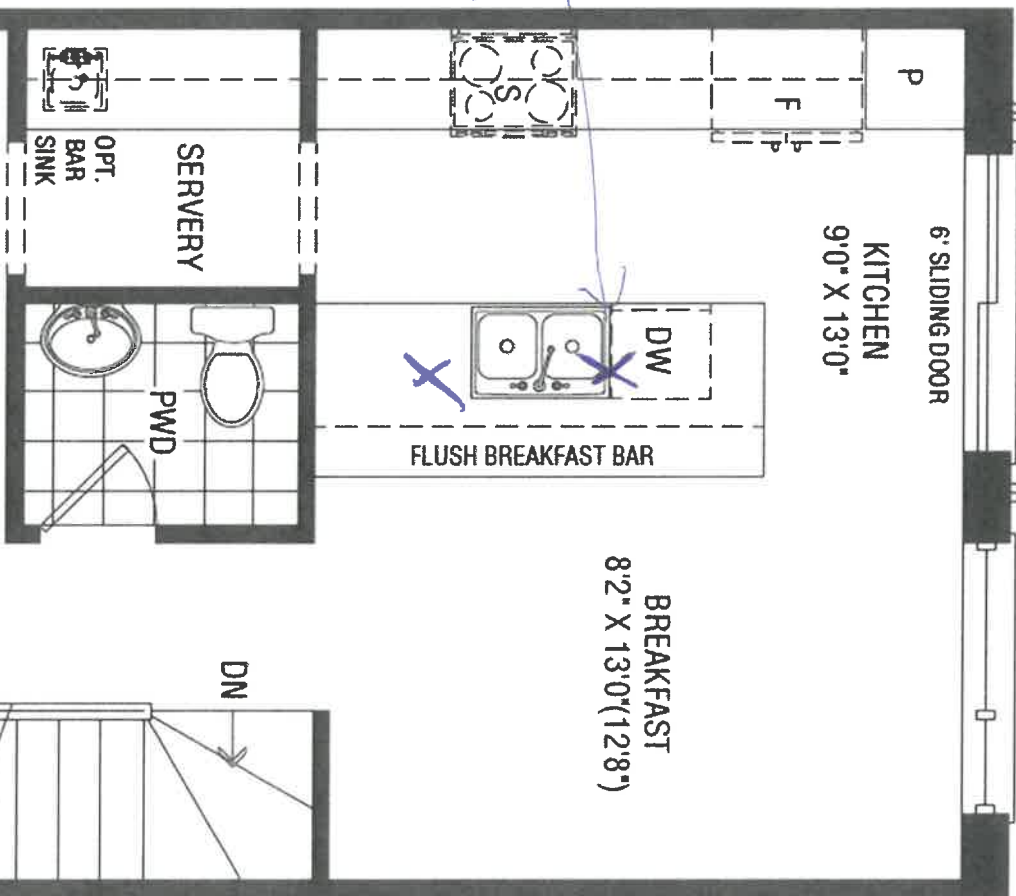 P
F
S
6' SLIDING DOOR
KITCHEN
9'0" X 13'0"
SERVERY
OPT.
BAR
SINK
DW
PWD
FLUSH BREAKFAST BAR
BREAKFAST
8'2" X 13'0"(12'8")
DN